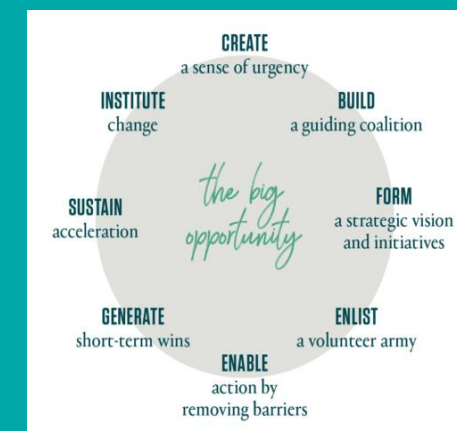 CREATE
a sense of urgency
BUILD
a guiding coalition
FORM
a strategic vision
and initiatives
ENLIST
a volunteer army
ENABLE
action by
removing barriers
GENERATE
short-term wins
SUSTAIN
acceleration
INSTITUTE
change
the big
opportunity